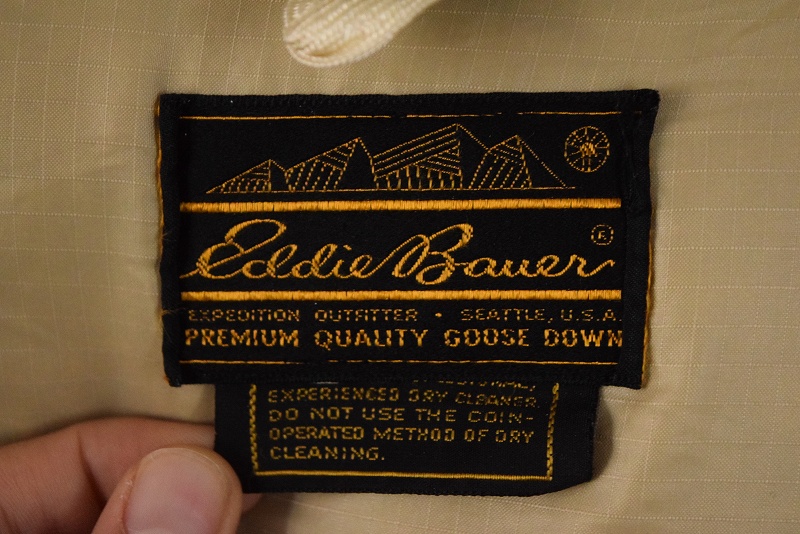 Eddie Bauer ®
EXPEDITION OUTFITTER • SEATTLE, U.S.A.
PREMIUM QUALITY GOOSE DOWN
EXPERIENCED DRY CLEANER.
DO NOT USE THE COIN-
OPERATED METHOD OF DRY
CLEANING.